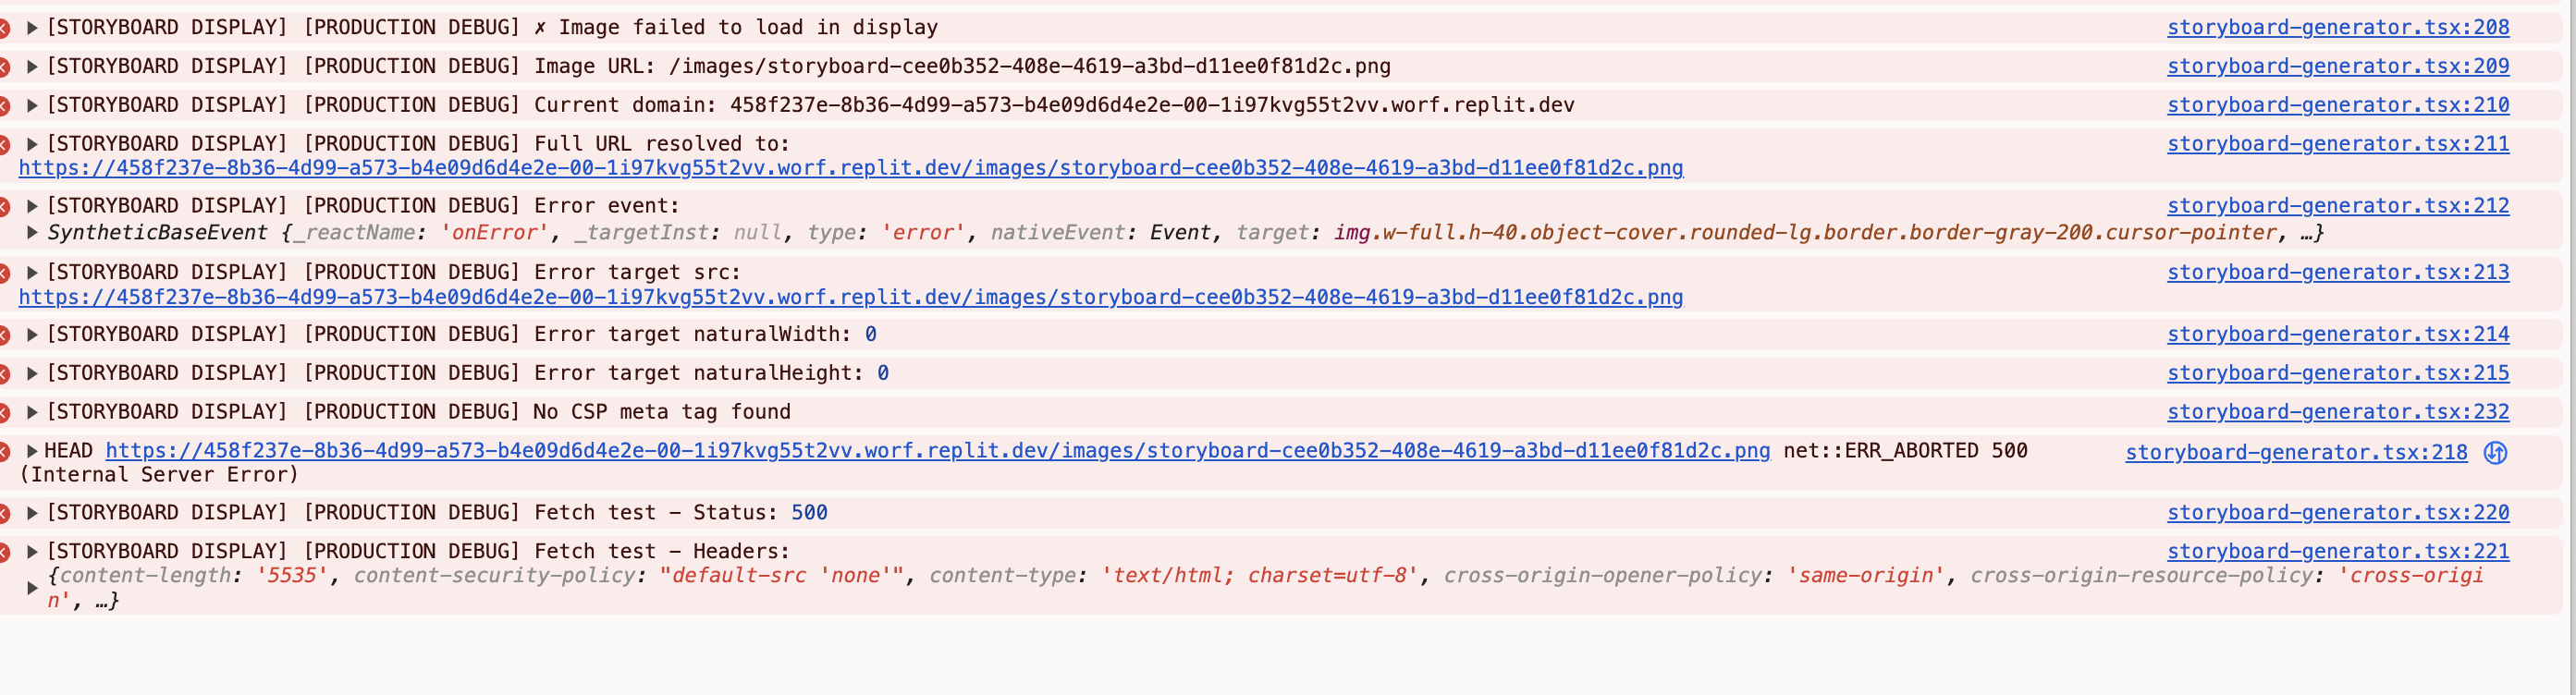 ▶ [STORYBOARD DISPLAY] [PRODUCTION DEBUG] ✗ Image failed to load in display storyboard-generator.tsx:208
▶ [STORYBOARD DISPLAY] [PRODUCTION DEBUG] Image URL: /images/storyboard-cee0b352-408e-4619-a3bd-d11ee0f81d2c.png storyboard-generator.tsx:209
▶ [STORYBOARD DISPLAY] [PRODUCTION DEBUG] Current domain: 458f237e-8b36-4d99-a573-b4e09d6d4e2e-00-1i97kvg55t2vv.worf.replit.dev storyboard-generator.tsx:210
▶ [STORYBOARD DISPLAY] [PRODUCTION DEBUG] Full URL resolved to: storyboard-generator.tsx:211
https://458f237e-8b36-4d99-a573-b4e09d6d4e2e-00-1i97kvg55t2vv.worf.replit.dev/images/storyboard-cee0b352-408e-4619-a3bd-d11ee0f81d2c.png
▶ [STORYBOARD DISPLAY] [PRODUCTION DEBUG] Error event: storyboard-generator.tsx:212
▶ SyntheticBaseEvent {_reactName: 'onError', _targetInst: null, type: 'error', nativeEvent: Event, target: img.w-full.h-40.object-cover.rounded-lg.border.border-gray-200.cursor-pointer, …}
▶ [STORYBOARD DISPLAY] [PRODUCTION DEBUG] Error target src: storyboard-generator.tsx:213
https://458f237e-8b36-4d99-a573-b4e09d6d4e2e-00-1i97kvg55t2vv.worf.replit.dev/images/storyboard-cee0b352-408e-4619-a3bd-d11ee0f81d2c.png
▶ [STORYBOARD DISPLAY] [PRODUCTION DEBUG] Error target naturalWidth: 0 storyboard-generator.tsx:214
▶ [STORYBOARD DISPLAY] [PRODUCTION DEBUG] Error target naturalHeight: 0 storyboard-generator.tsx:215
▶ [STORYBOARD DISPLAY] [PRODUCTION DEBUG] No CSP meta tag found storyboard-generator.tsx:232
▶ HEAD https://458f237e-8b36-4d99-a573-b4e09d6d4e2e-00-1i97kvg55t2vv.worf.replit.dev/images/storyboard-cee0b352-408e-4619-a3bd-d11ee0f81d2c.png net::ERR_ABORTED 500 storyboard-generator.tsx:218
(Internal Server Error)
▶ [STORYBOARD DISPLAY] [PRODUCTION DEBUG] Fetch test - Status: 500 storyboard-generator.tsx:220
▶ [STORYBOARD DISPLAY] [PRODUCTION DEBUG] Fetch test - Headers: storyboard-generator.tsx:221
▶ {content-length: '5535', content-security-policy: "default-src 'none'", content-type: 'text/html; charset=utf-8', cross-origin-opener-policy: 'same-origin', cross-origin-resource-policy: 'cross-origi
n', …}